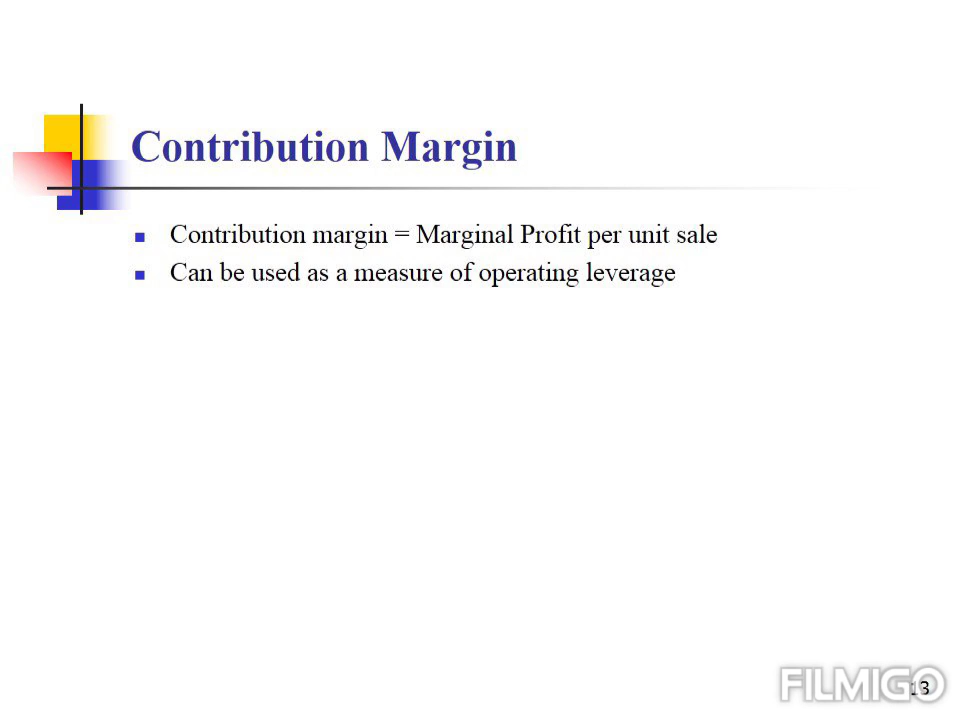 Contribution Margin
Contribution margin = Marginal Profit per unit sale
Can be used as a measure of operating leverage
FILMIGO
13